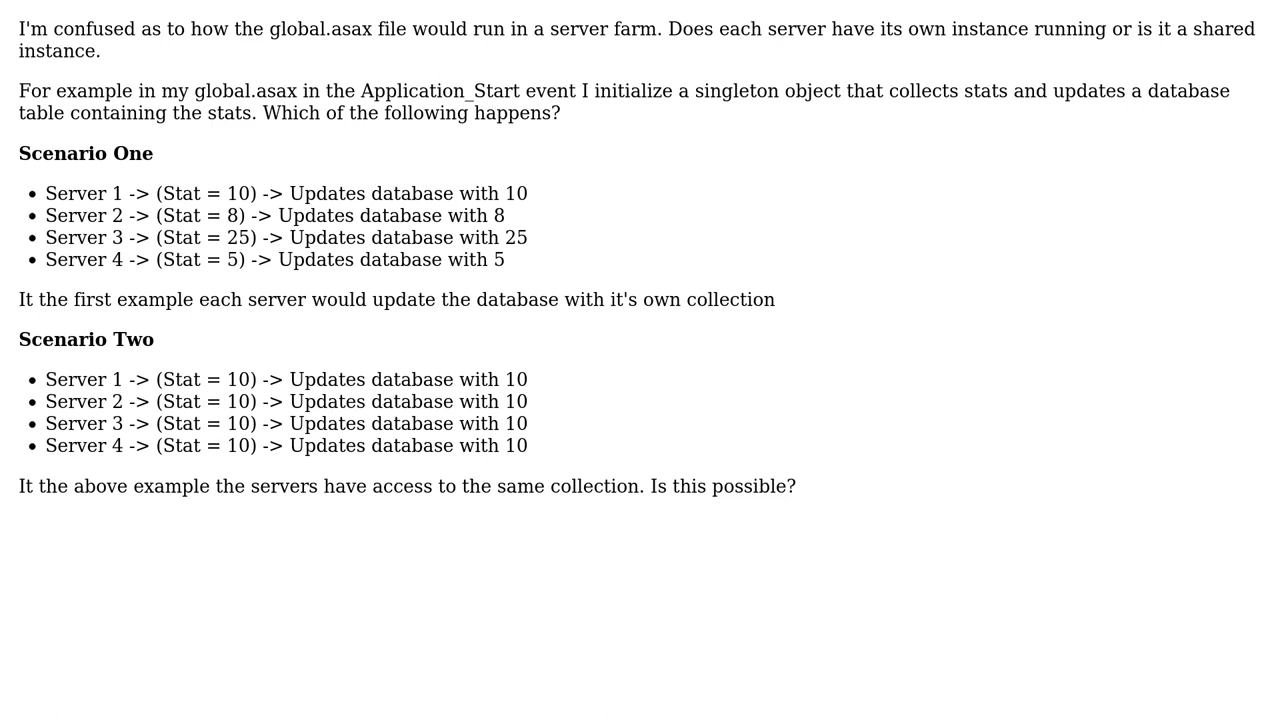 I'm confused as to how the global.asax file would run in a server farm. Does each server have its own instance running or is it a shared
instance.
For example in my global.asax in the Application_Start event I initialize a singleton object that collects stats and updates a database
table containing the stats. Which of the following happens?
Scenario One
• Server 1 -> (Stat = 10) -> Updates database with 10
• Server 2 -> (Stat = 8) -> Updates database with 8
• Server 3 -> (Stat = 25) -> Updates database with 25
• Server 4 -> (Stat = 5) -> Updates database with 5
It the first example each server would update the database with it's own collection
Scenario Two
• Server 1 -> (Stat = 10) -> Updates database with 10
• Server 2 -> (Stat = 10) -> Updates database with 10
• Server 3 -> (Stat = 10) -> Updates database with 10
• Server 4 -> (Stat = 10) -> Updates database with 10
It the above example the servers have access to the same collection. Is this possible?